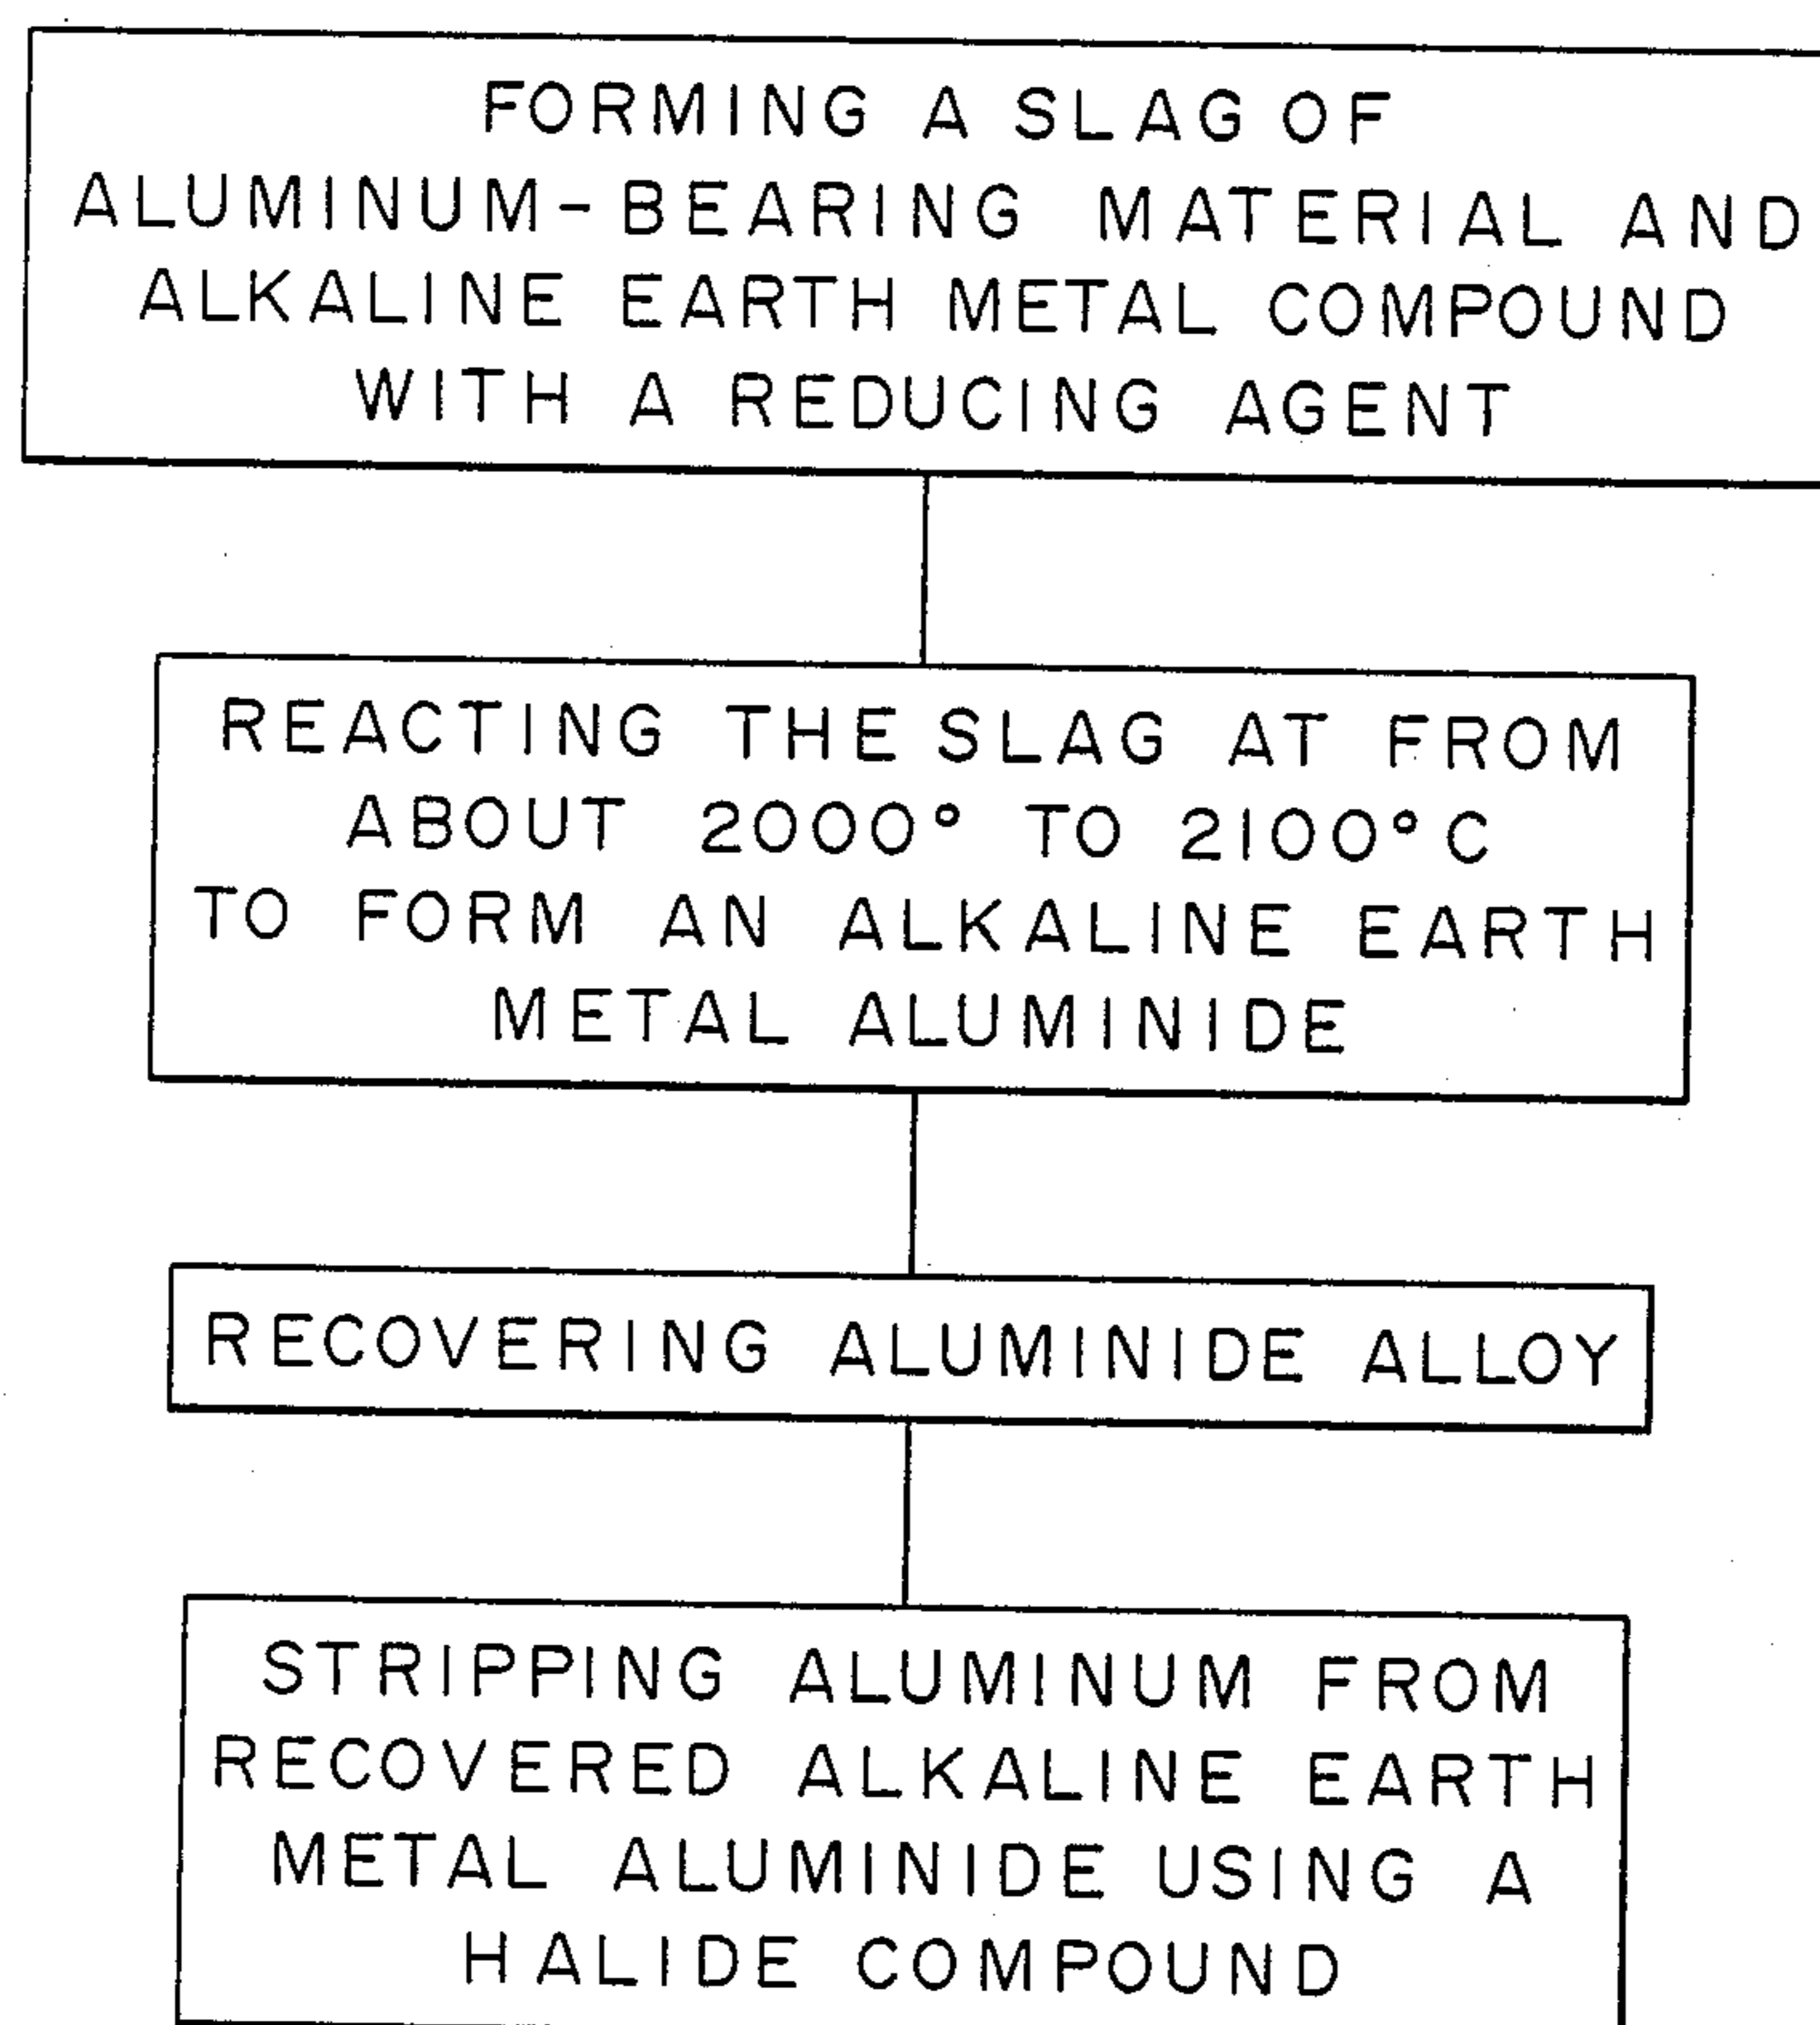 FORMING A SLAG OF
ALUMINUM-BEARING MATERIAL AND
ALKALINE EARTH METAL COMPOUND
WITH A REDUCING AGENT
REACTING THE SLAG AT FROM
ABOUT 2000° TO 2100°C
TO FORM AN ALKALINE EARTH
METAL ALUMINIDE
RECOVERING ALUMINIDE ALLOY
STRIPPING ALUMINUM FROM
RECOVERED ALKALINE EARTH
METAL ALUMINIDE USING A
HALIDE COMPOUND